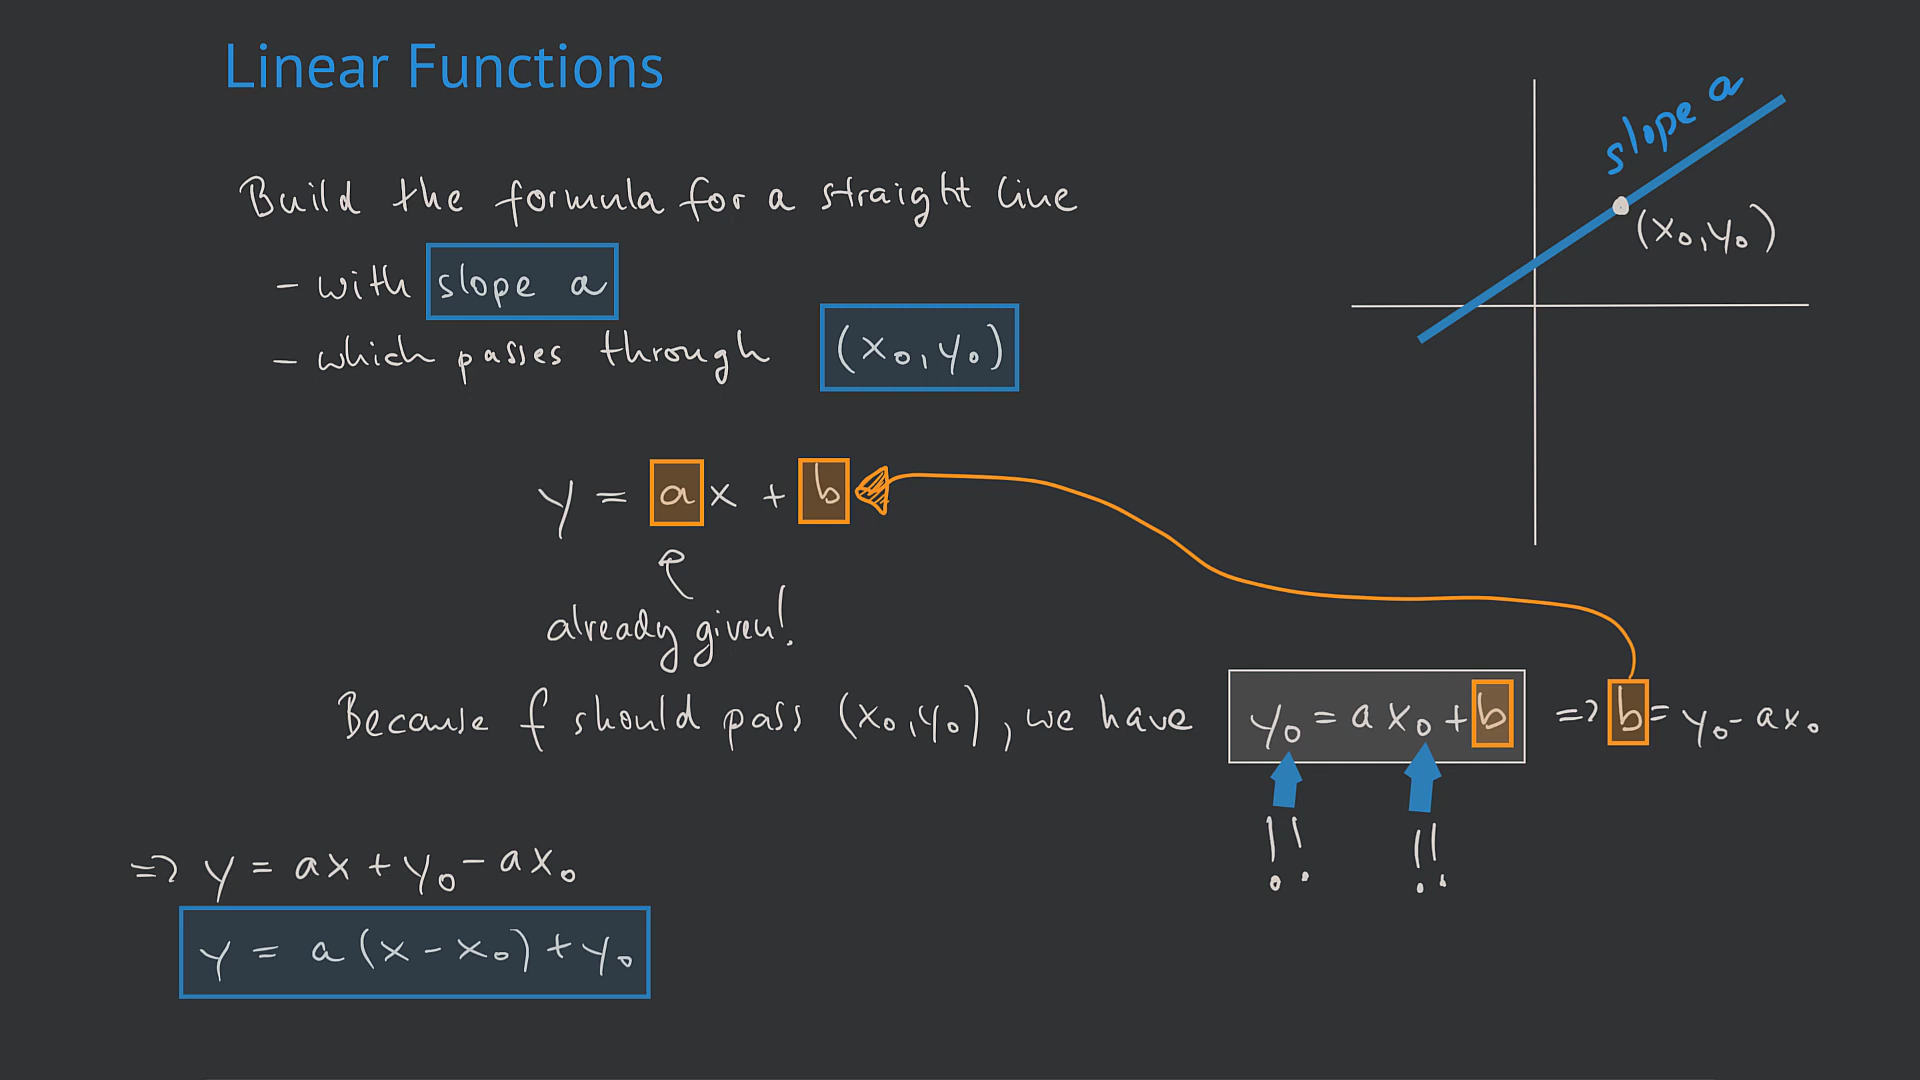 Linear Functions
slope a
Build the formula for a straight line
(x₀,y₀)
- with slope a
- which passes through (x₀,y₀)
y = ax + b
already given!
Because f should pass (x₀,y₀), we have y₀ = ax₀ + b => b = y₀ - ax₀
!! !!
=> y = ax + y₀ - ax₀
y = a(x - x₀) + y₀